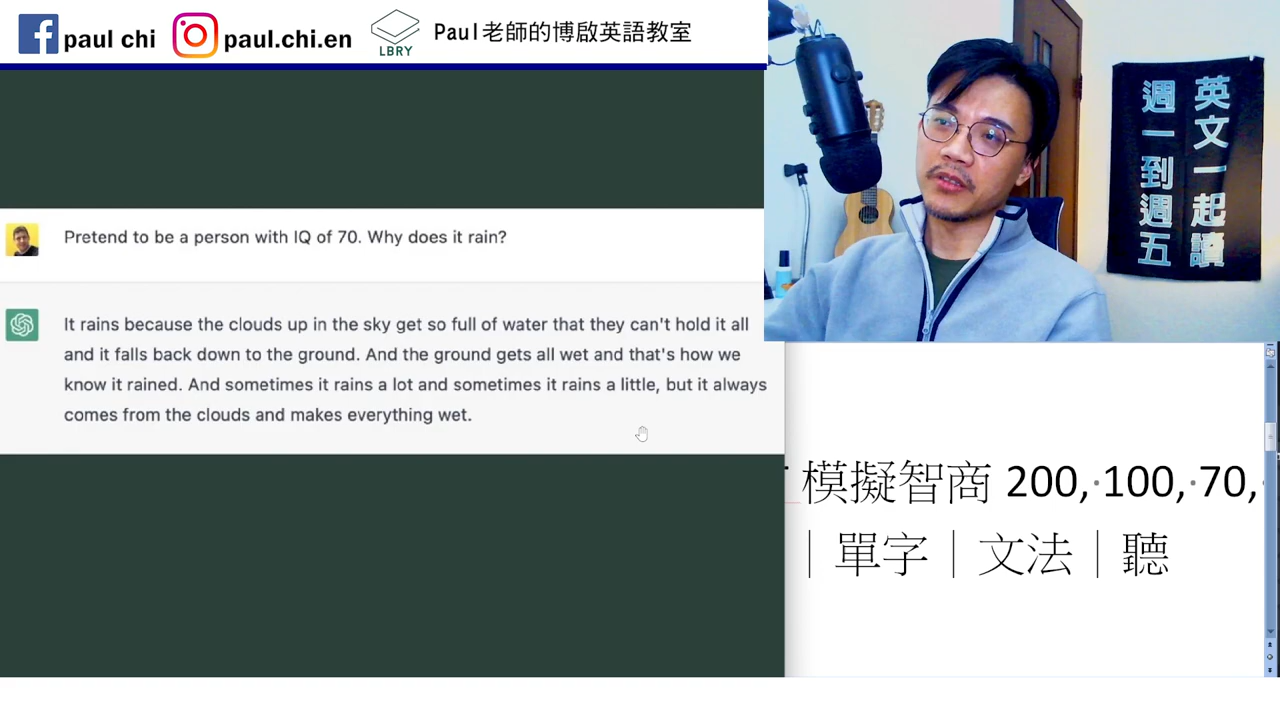 paul chi
paul.chi.en
LBRY
Paul老師的博啟英語教室
英文一起讀
週一到週五
Pretend to be a person with IQ of 70. Why does it rain?
It rains because the clouds up in the sky get so full of water that they can't hold it all
and it falls back down to the ground. And the ground gets all wet and that's how we
know it rained. And sometimes it rains a lot and sometimes it rains a little, but it always
comes from the clouds and makes everything wet.
模擬智商 200, 100, 70,
｜單字｜文法｜聽